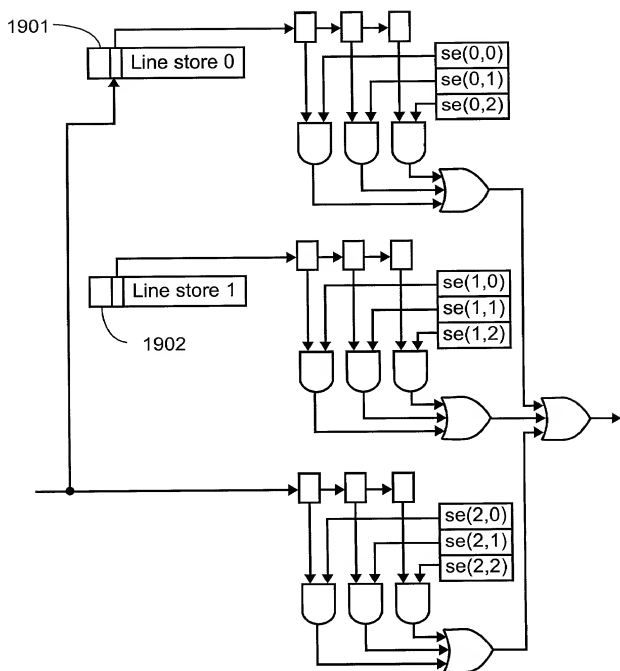 1901
Line store 0
se(0,0)
se(0,1)
se(0,2)
Line store 1
1902
se(1,0)
se(1,1)
se(1,2)
se(2,0)
se(2,1)
se(2,2)